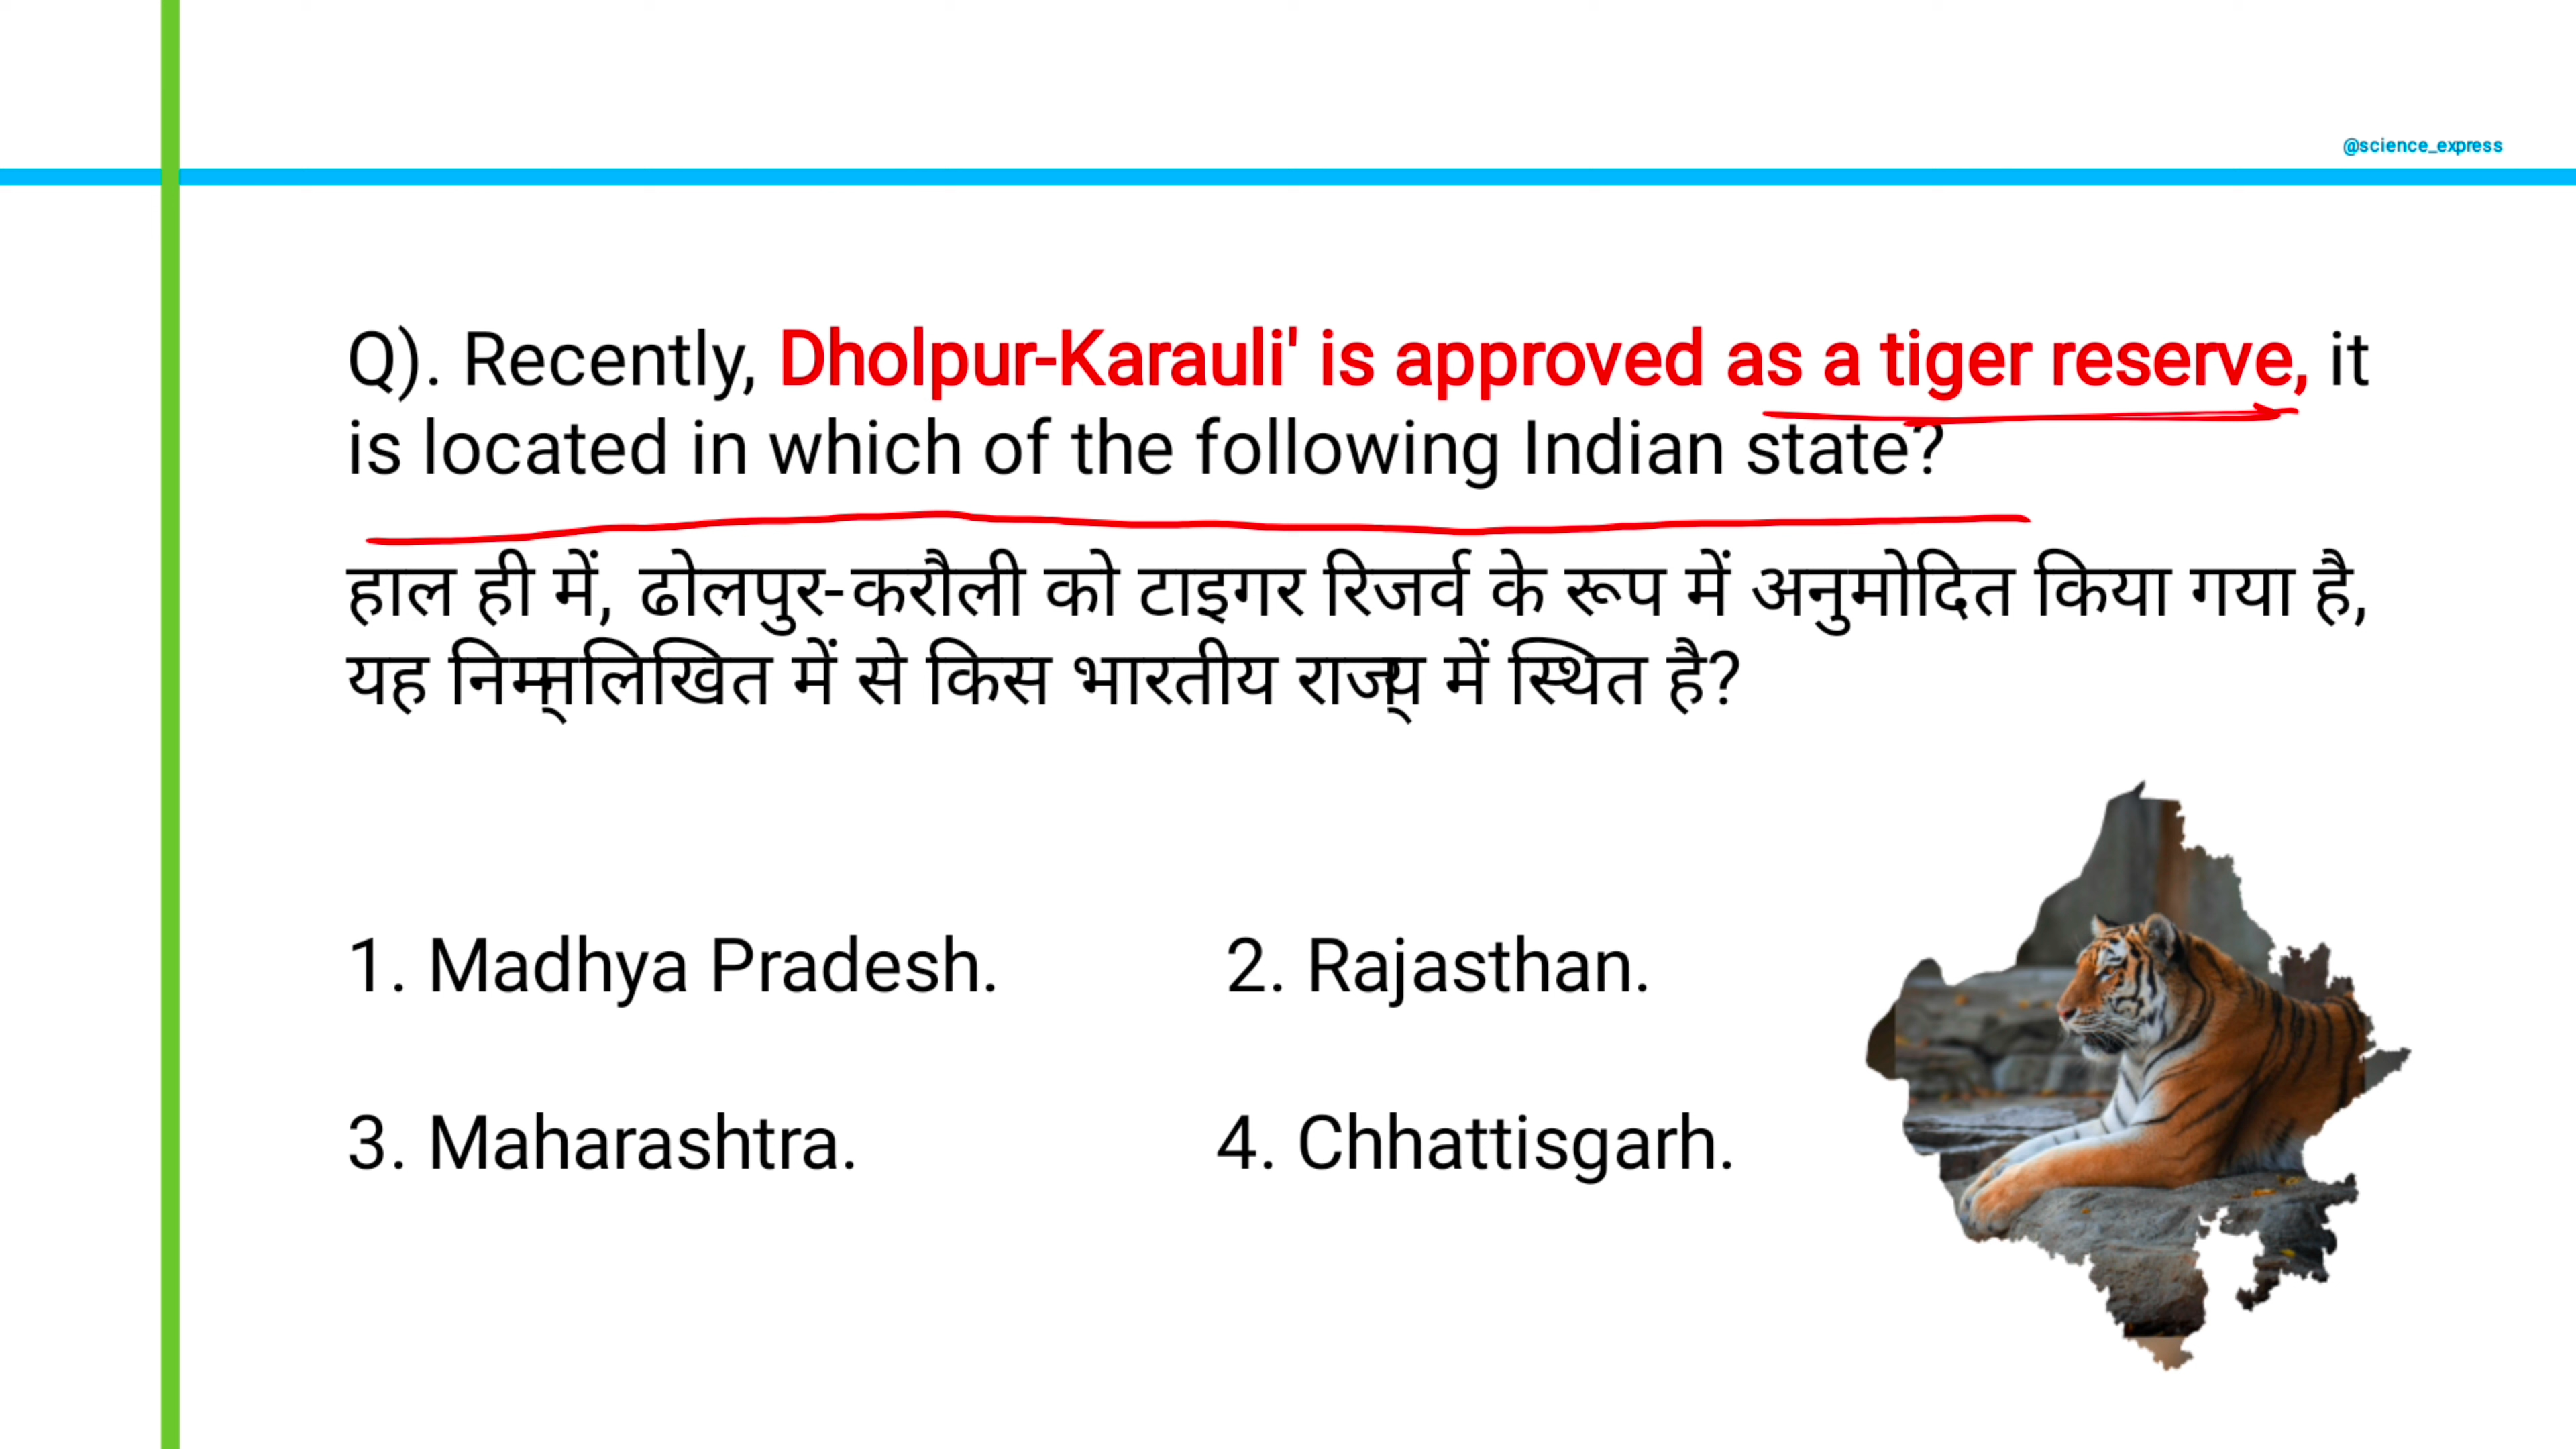 @science_express
Q). Recently, Dholpur-Karauli' is approved as a tiger reserve, it
is located in which of the following Indian state?
हाल ही में, ढोलपुर-करौली को टाइगर रिजर्व के रूप में अनुमोदित किया गया है,
यह निम्नलिखित में से किस भारतीय राज्य में स्थित है?
1. Madhya Pradesh. 2. Rajasthan.
3. Maharashtra. 4. Chhattisgarh.